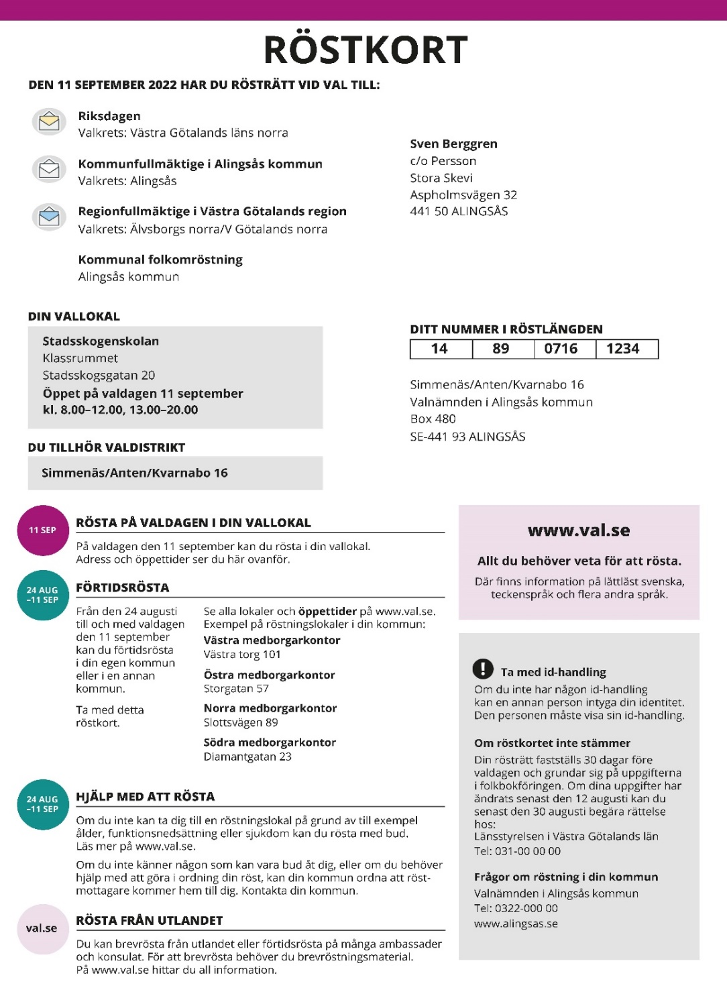 RÖSTKORT
DEN 11 SEPTEMBER 2022 HAR DU RÖSTRÄTT VID VAL TILL:
Riksdagen
Valkrets: Västra Götalands läns norra
Kommunfullmäktige i Alingsås kommun
Valkrets: Alingsås
Regionfullmäktige i Västra Götalands region
Valkrets: Älvsborgs norra/V Götalands norra
Kommunal folkomröstning
Alingsås kommun
Sven Berggren
c/o Persson
Stora Skevi
Aspholmsvägen 32
441 50 ALINGSÅS
DIN VALLOKAL
Stadsskogenskolan
Klassrummet
Stadsskogsgatan 20
Öppet på valdagen 11 september
kl. 8.00–12.00, 13.00–20.00
DU TILLHÖR VALDISTRIKT
Simmenäs/Anten/Kvarnabo 16
DITT NUMMER I RÖSTLÄNGDEN
14 89 0716 1234
Simmenäs/Anten/Kvarnabo 16
Valnämnden i Alingsås kommun
Box 480
SE-441 93 ALINGSÅS
11 SEP
RÖSTA PÅ VALDAGEN I DIN VALLOKAL
På valdagen den 11 september kan du rösta i din vallokal.
Adress och öppettider ser du här ovanför.
24 AUG
–11 SEP
FÖRTIDSRÖSTA
Från den 24 augusti
till och med valdagen
den 11 september
kan du förtidsrösta
i din egen kommun
eller i en annan
kommun.
Ta med detta
röstkort.
Se alla lokaler och öppettider på www.val.se.
Exempel på röstningslokaler i din kommun:
Västra medborgarkontor
Västra torg 101
Östra medborgarkontor
Storgatan 57
Norra medborgarkontor
Slottsvägen 89
Södra medborgarkontor
Diamantgatan 23
24 AUG
–11 SEP
HJÄLP MED ATT RÖSTA
Om du inte kan ta dig till en röstningslokal på grund av till exempel
ålder, funktionsnedsättning eller sjukdom kan du rösta med bud.
Läs mer på www.val.se.
Om du inte känner någon som kan vara bud åt dig, eller om du behöver
hjälp med att göra i ordning din röst, kan din kommun ordna att röst-
mottagare kommer hem till dig. Kontakta din kommun.
val.se
RÖSTA FRÅN UTLANDET
Du kan brevrösta från utlandet eller förtidsrösta på många ambassader
och konsulat. För att brevrösta behöver du brevröstningsmaterial.
På www.val.se hittar du all information.
www.val.se
Allt du behöver veta för att rösta.
Där finns information på lättläst svenska,
teckenspråk och flera andra språk.
! Ta med id-handling
Om du inte har någon id-handling
kan en annan person intyga din identitet.
Den personen måste visa sin id-handling.
Om röstkortet inte stämmer
Din rösträtt fastställs 30 dagar före
valdagen och grundar sig på uppgifterna
i folkbokföringen. Om dina uppgifter har
ändrats senast den 12 augusti kan du
senast den 30 augusti begära rättelse
hos:
Länsstyrelsen i Västra Götalands län
Tel: 031-00 00 00
Frågor om röstning i din kommun
Valnämnden i Alingsås kommun
Tel: 0322-000 00
www.alingsas.se